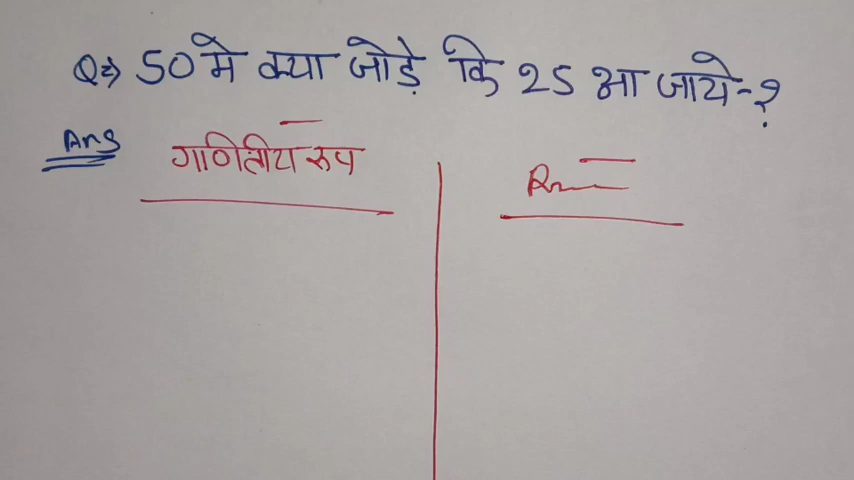 Q⇒ 50 मे क्या जोड़े कि 25 आ जाये-?
Ans
गणितीय रुप